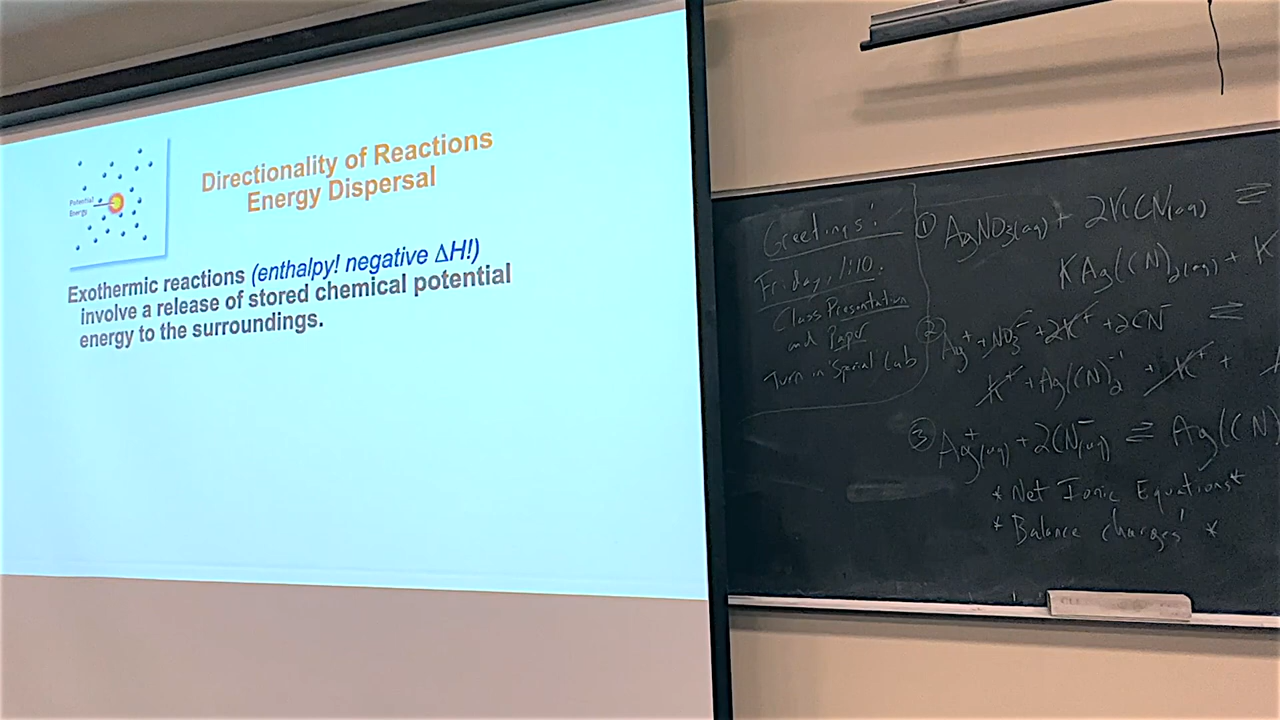 Directionality of Reactions
Energy Dispersal
Potential
Energy
Exothermic reactions (enthalpy! negative ΔH!)
involve a release of stored chemical potential
energy to the surroundings.
Greetings!
Friday, 1:10.
Class Presentation
and Paper
Turn in Special Lab
① AgNO₃(aq) + 2KCN(aq) ⇌
KAg(CN)₂(aq) + K
② Ag⁺ + NO₃⁻ + 2K⁺ + 2CN⁻ ⇌
K⁺ + Ag(CN)₂⁻¹ + K⁺ +
③ Ag⁺(aq) + 2CN⁻(aq) ⇌ Ag(CN)
* Net Ionic Equations *
* Balance charges! *